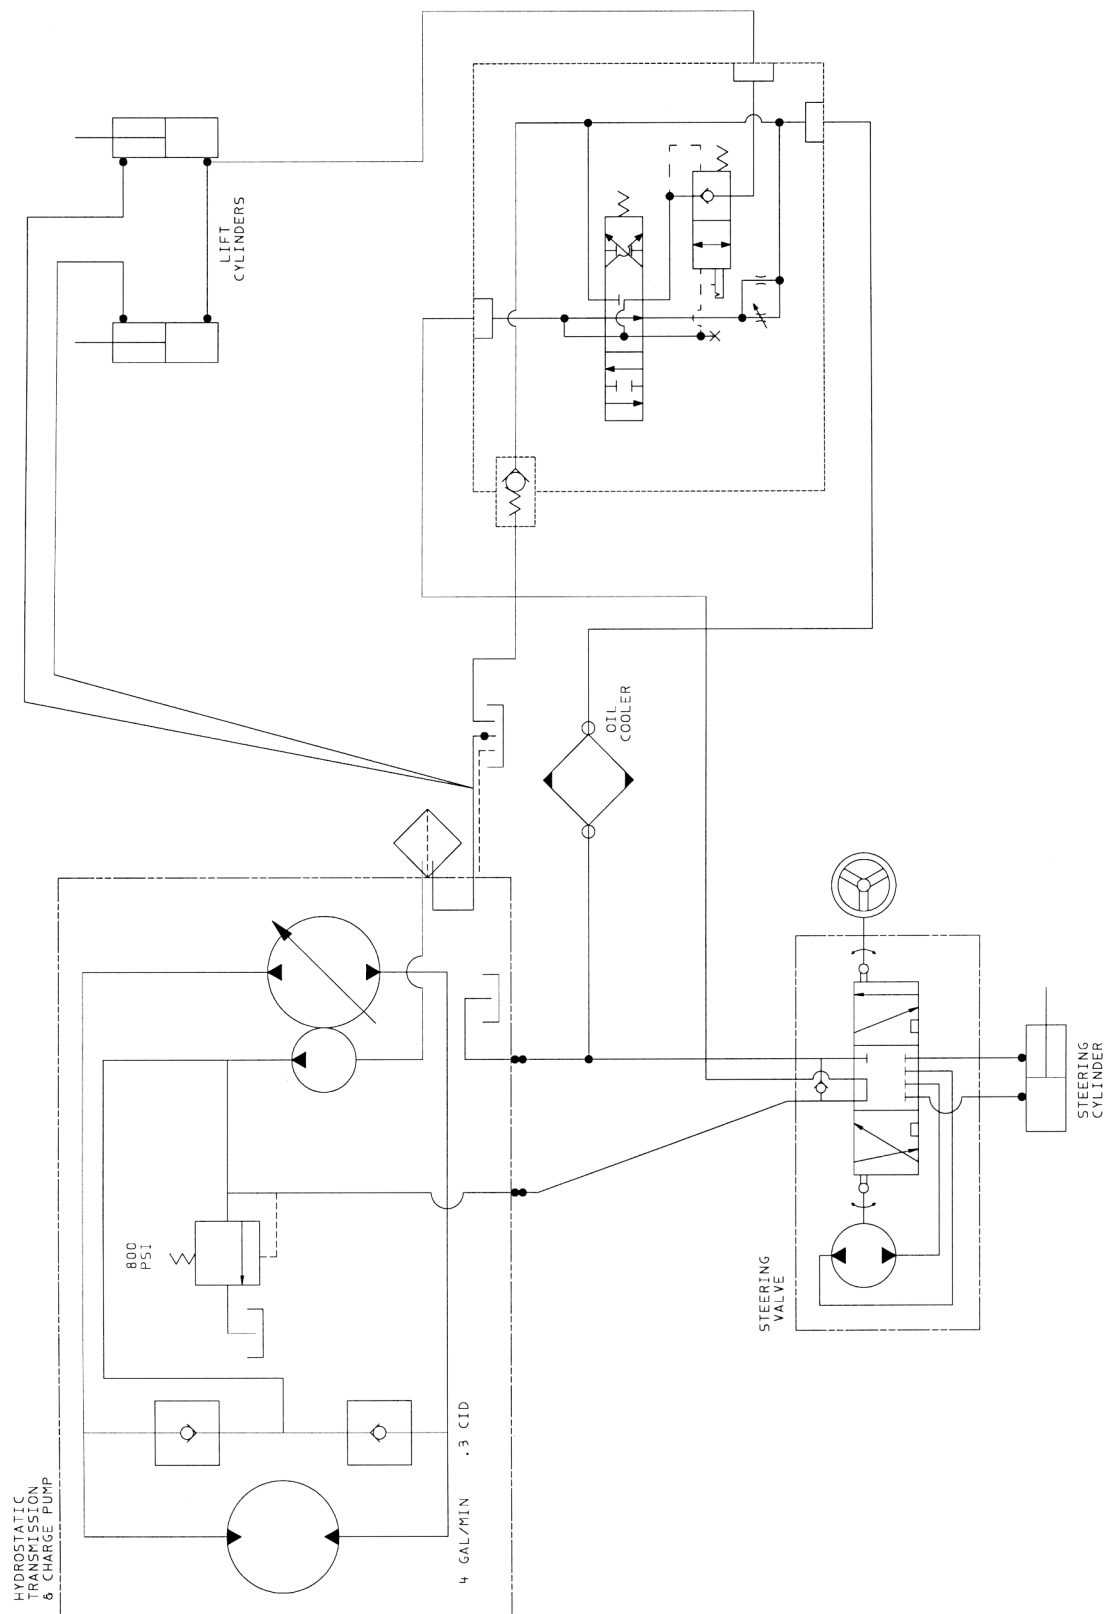 LIFT
CYLINDERS
OIL
COOLER
800
PSI
4 GAL/MIN .3 CID
HYDROSTATIC
TRANSMISSION
& CHARGE PUMP
STEERING
VALVE
STEERING
CYLINDER